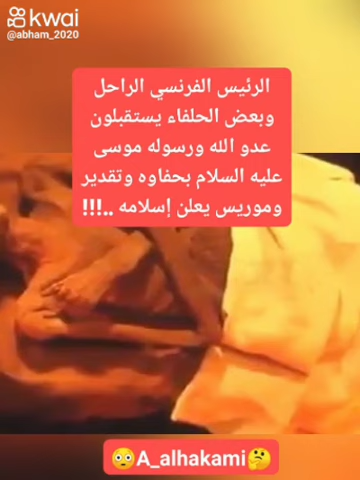 kwai
@abham_2020
الرئيس الفرنسي الراحل
وبعض الحلفاء يستقبلون
عدو الله ورسوله موسى
عليه السلام بحفاوه وتقدير
وموريس يعلن إسلامه ..!!!
😳A_alhakami🤔